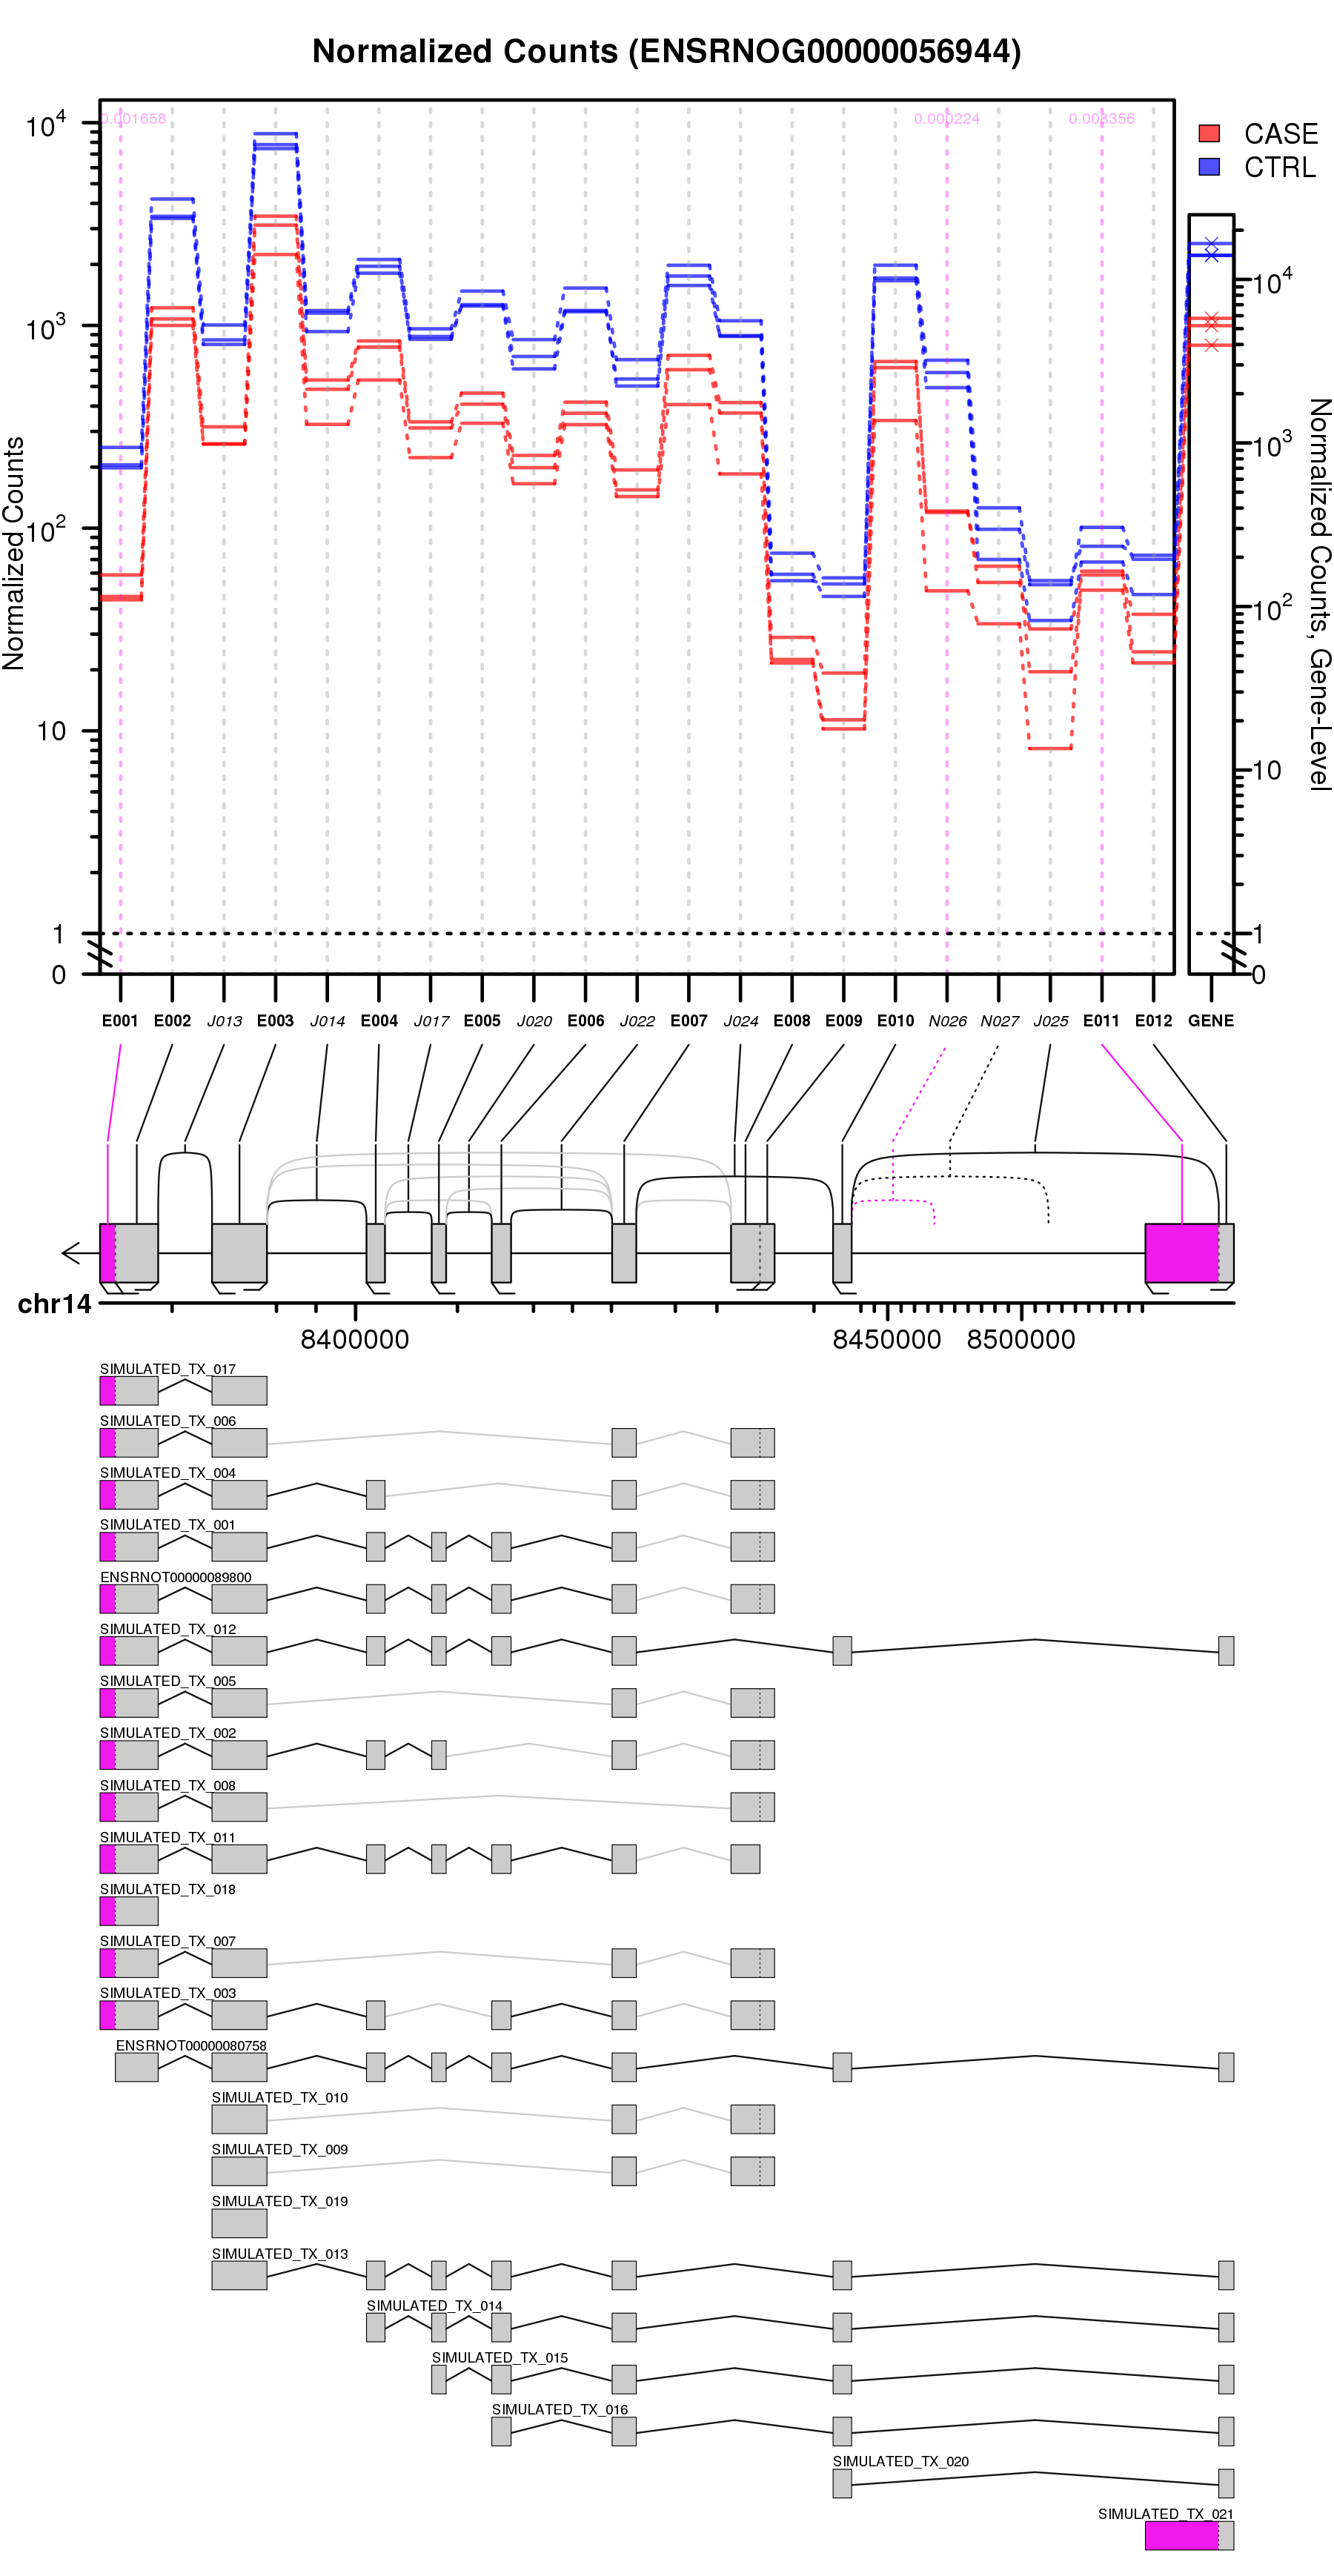 Normalized Counts (ENSRNOG00000056944)
0.001658 0.000224 0.003356
CASE
CTRL
Normalized Counts
10^4
10^3
10^2
10
1
0
10^4
10^3
10^2
10
1
0
Normalized Counts, Gene-Level
E001 E002 J013 E003 J014 E004 J017 E005 J020 E006 J022 E007 J024 E008 E009 E010 N026 N027 J025 E011 E012 GENE
chr14
8400000 8450000 8500000
SIMULATED_TX_017
SIMULATED_TX_006
SIMULATED_TX_004
SIMULATED_TX_001
ENSRNOT00000089800
SIMULATED_TX_012
SIMULATED_TX_005
SIMULATED_TX_002
SIMULATED_TX_008
SIMULATED_TX_011
SIMULATED_TX_018
SIMULATED_TX_007
SIMULATED_TX_003
ENSRNOT00000080758
SIMULATED_TX_010
SIMULATED_TX_009
SIMULATED_TX_019
SIMULATED_TX_013
SIMULATED_TX_014
SIMULATED_TX_015
SIMULATED_TX_016
SIMULATED_TX_020
SIMULATED_TX_021